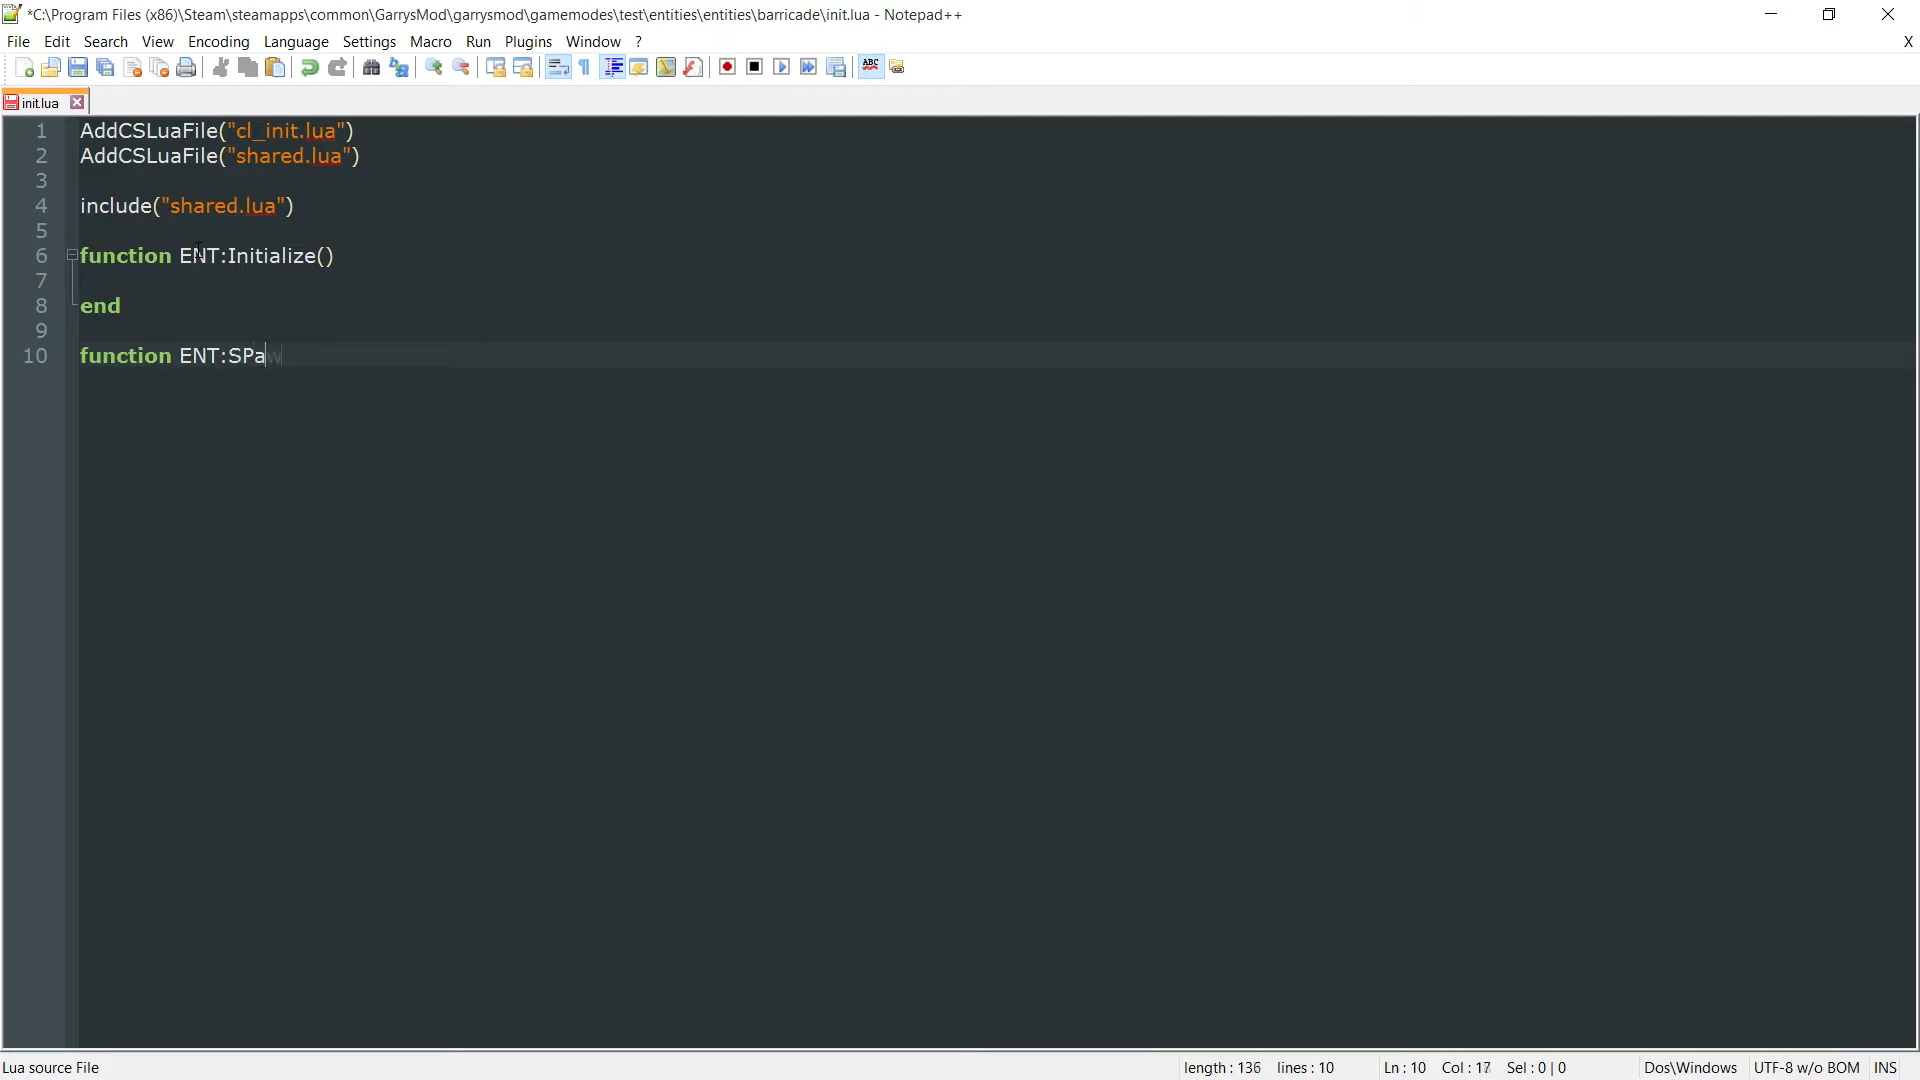 *C:\Program Files (x86)\Steam\steamapps\common\GarrysMod\garrysmod\gamemodes\test\entities\entities\barricade\init.lua - Notepad++
File Edit Search View Encoding Language Settings Macro Run Plugins Window ? X
ABC
init.lua
1 AddCSLuaFile("cl_init.lua")
2 AddCSLuaFile("shared.lua")
3
4 include("shared.lua")
5
6 function ENT:Initialize()
7
8 end
9
10 function ENT:SPaw
Lua source File length : 136 lines : 10 Ln : 10 Col : 17 Sel : 0 | 0 Dos\Windows UTF-8 w/o BOM INS